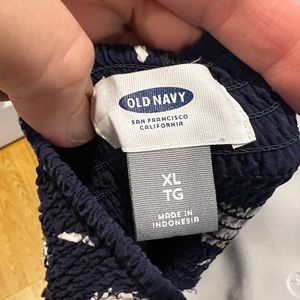 OLD NAVY
SAN FRANCISCO
CALIFORNIA
XL
TG
MADE IN
INDONESIA